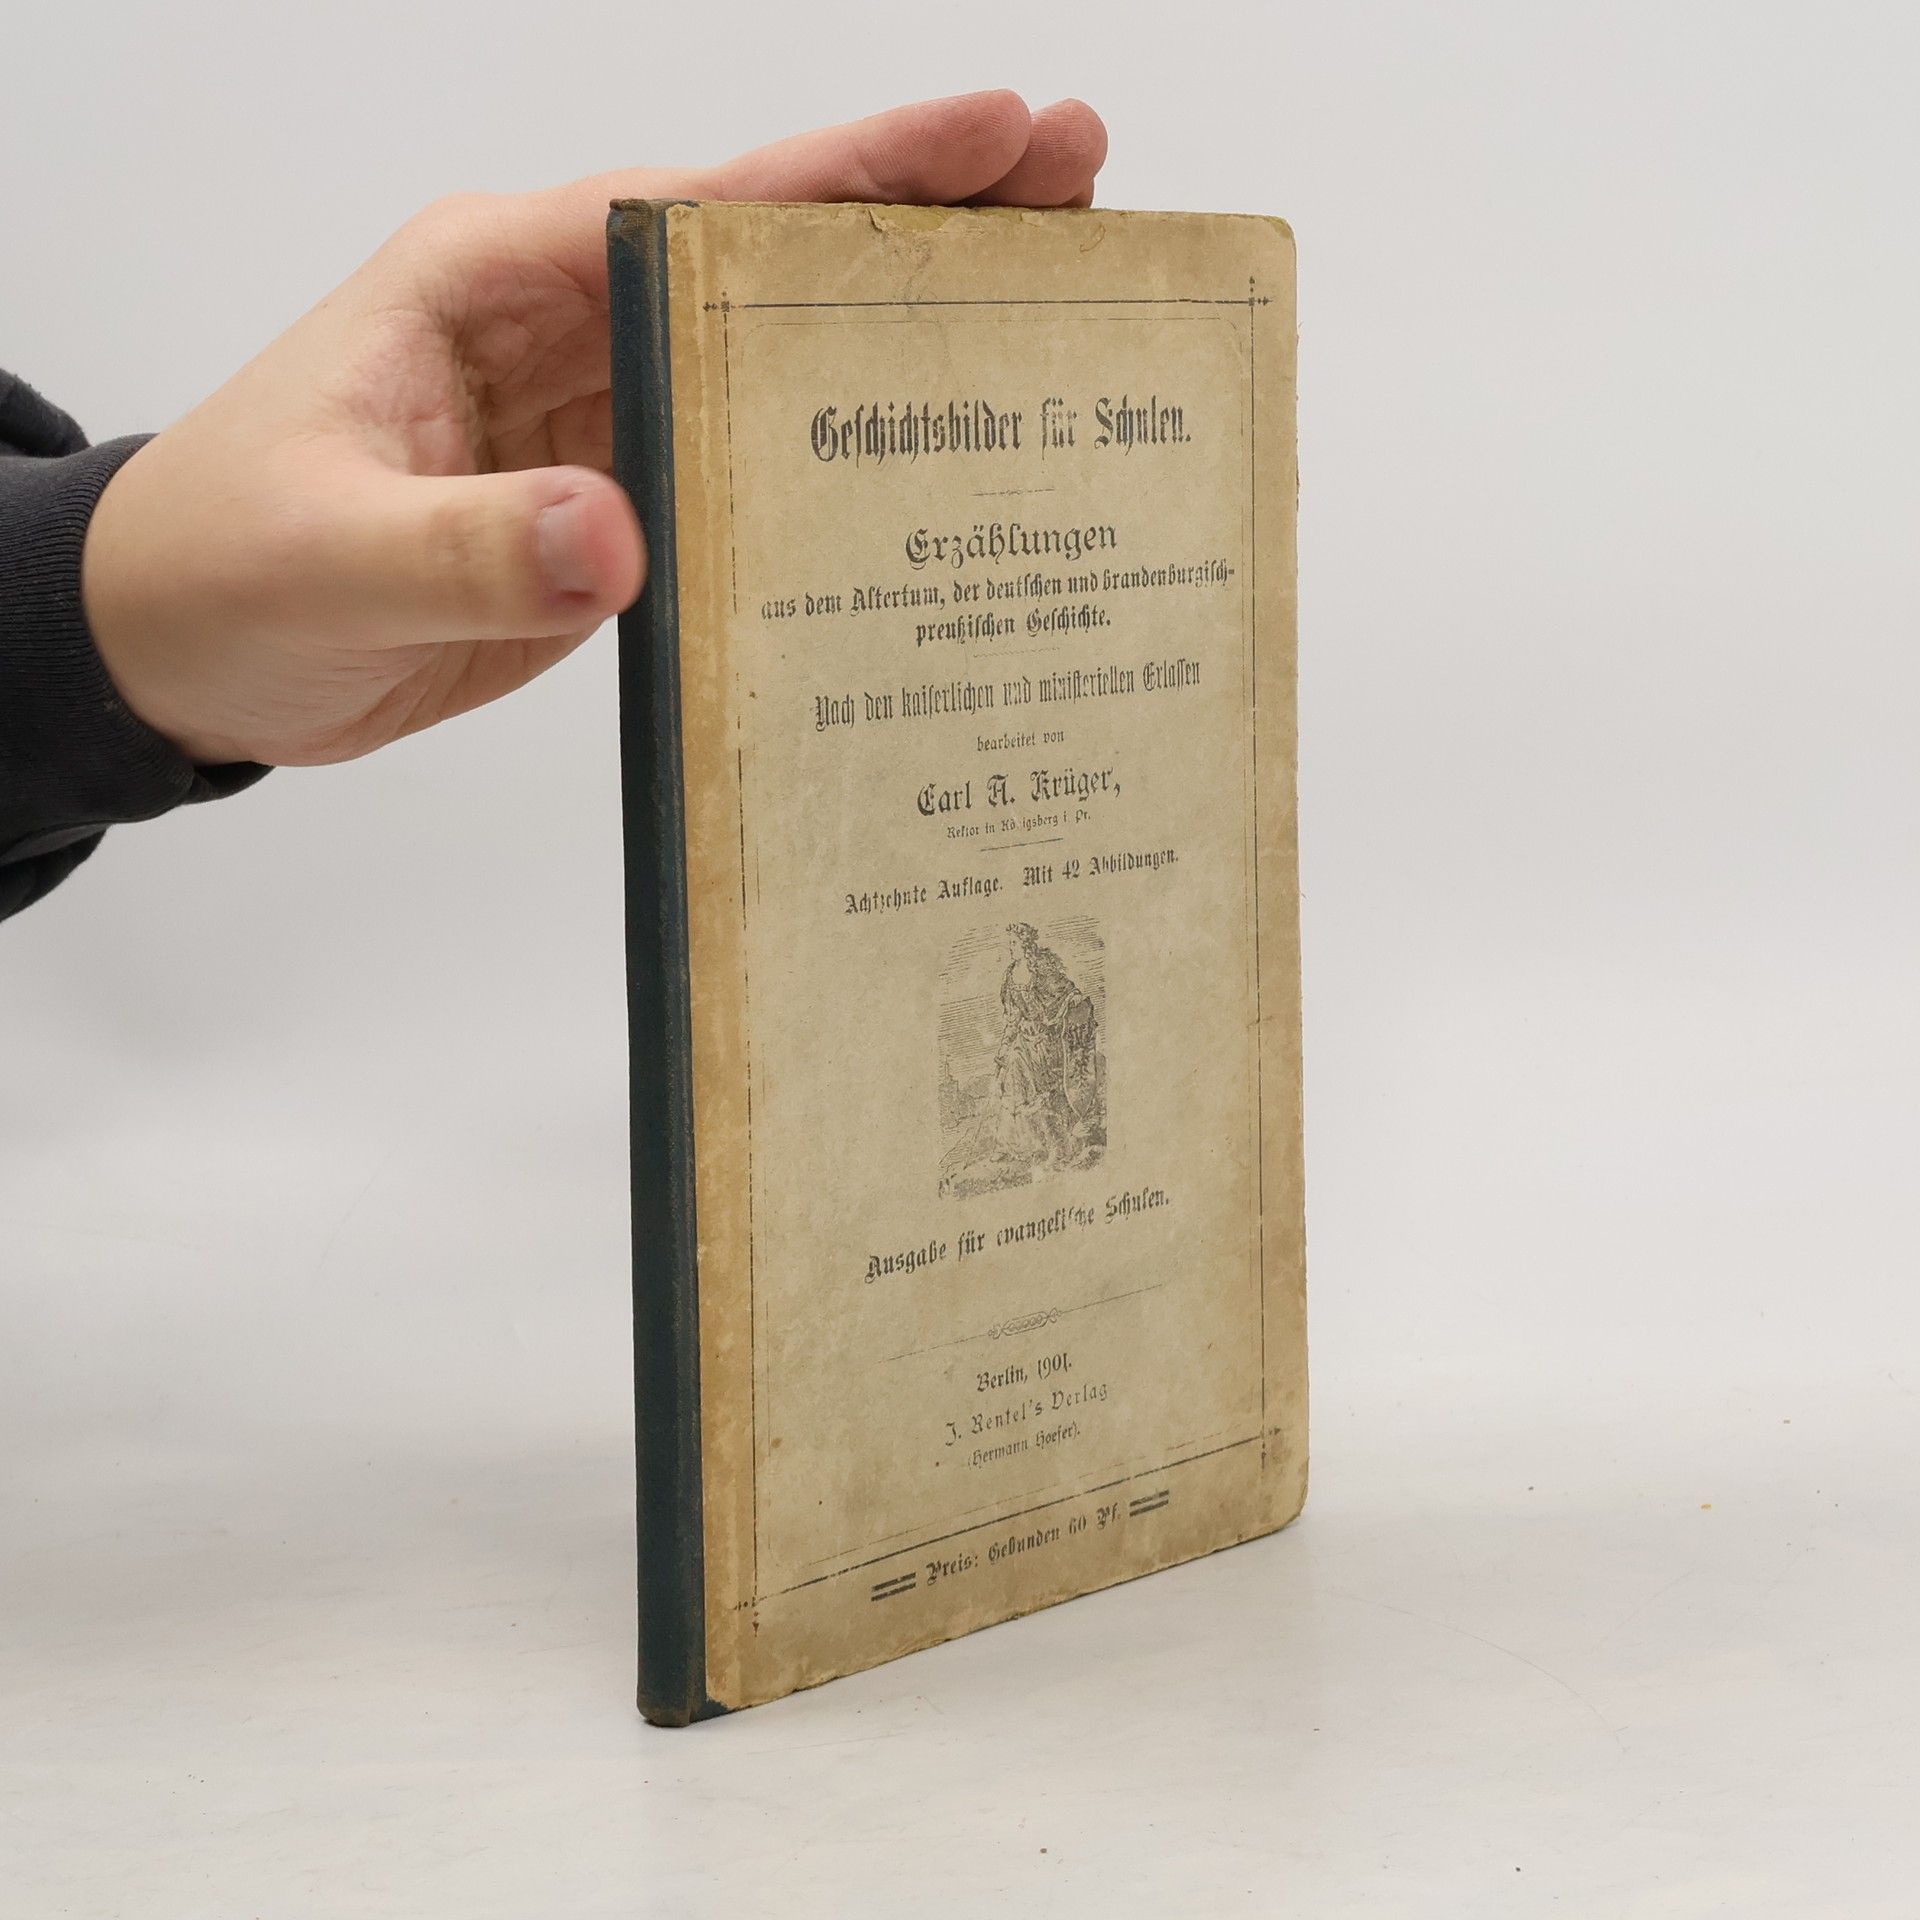 Geschichtsbilder für Schulen.
Erzählungen
aus dem Altertum, der deutschen und brandenburgisch-
preußischen Geschichte.
Nach den kaiserlichen und ministeriellen Erlassen
bearbeitet von
Carl A. Krüger,
Rektor in Königsberg i. Pr.
Achtzehnte Auflage. Mit 42 Abbildungen.
Ausgabe für evangelische Schulen.
Berlin, 1901.
J. Rentel's Verlag
(Hermann Hoefer).
Preis: Gebunden 60 Pf.